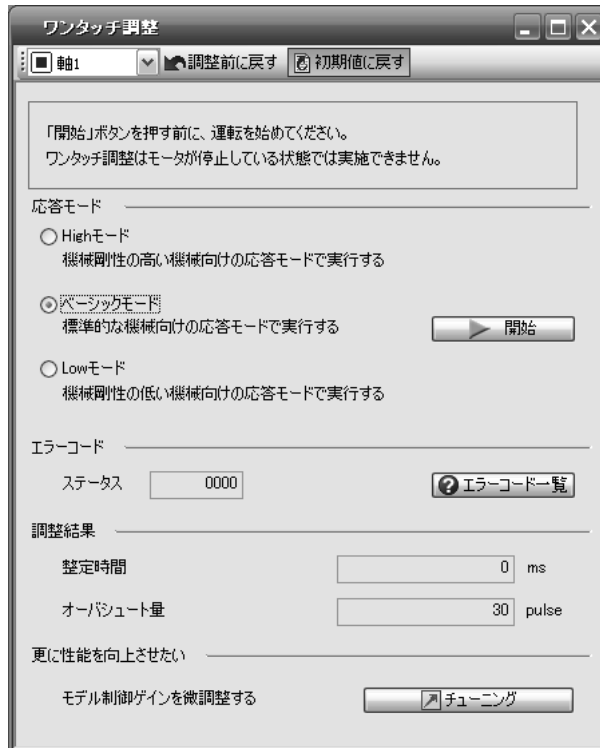 ワンタッチ調整
軸1 調整前に戻す 初期値に戻す
「開始」ボタンを押す前に、運転を始めてください。
ワンタッチ調整はモータが停止している状態では実施できません。
応答モード
Highモード
機械剛性の高い機械向けの応答モードで実行する
ベーシックモード
標準的な機械向けの応答モードで実行する
開始
Lowモード
機械剛性の低い機械向けの応答モードで実行する
エラーコード
ステータス 0000 エラーコード一覧
調整結果
整定時間 0 ms
オーバシュート量 30 pulse
更に性能を向上させたい
モデル制御ゲインを微調整する チューニング